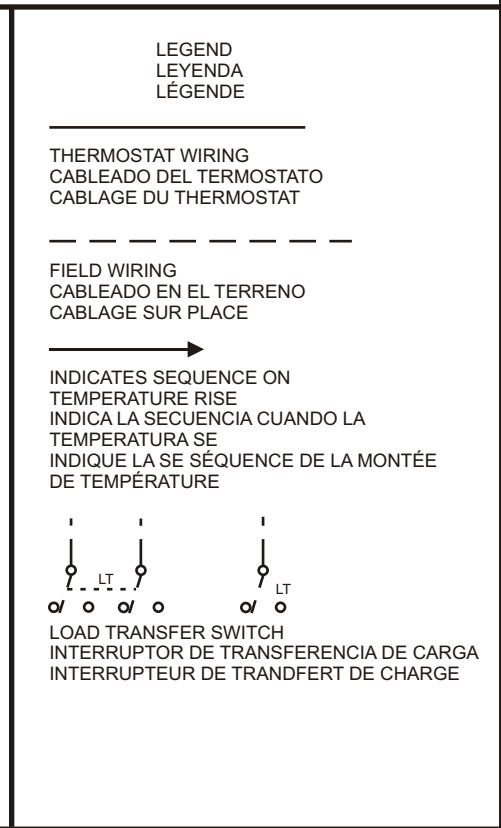 LEGEND
LEYENDA
LÉGENDE
THERMOSTAT WIRING
CABLEADO DEL TERMOSTATO
CABLAGE DU THERMOSTAT
FIELD WIRING
CABLEADO EN EL TERRENO
CABLAGE SUR PLACE
INDICATES SEQUENCE ON
TEMPERATURE RISE
INDICA LA SECUENCIA CUANDO LA
TEMPERATURA SE
INDIQUE LA SE SÉQUENCE DE LA MONTÉE
DE TEMPÉRATURE
LT
LT
LOAD TRANSFER SWITCH
INTERRUPTOR DE TRANSFERENCIA DE CARGA
INTERRUPTEUR DE TRANDFERT DE CHARGE